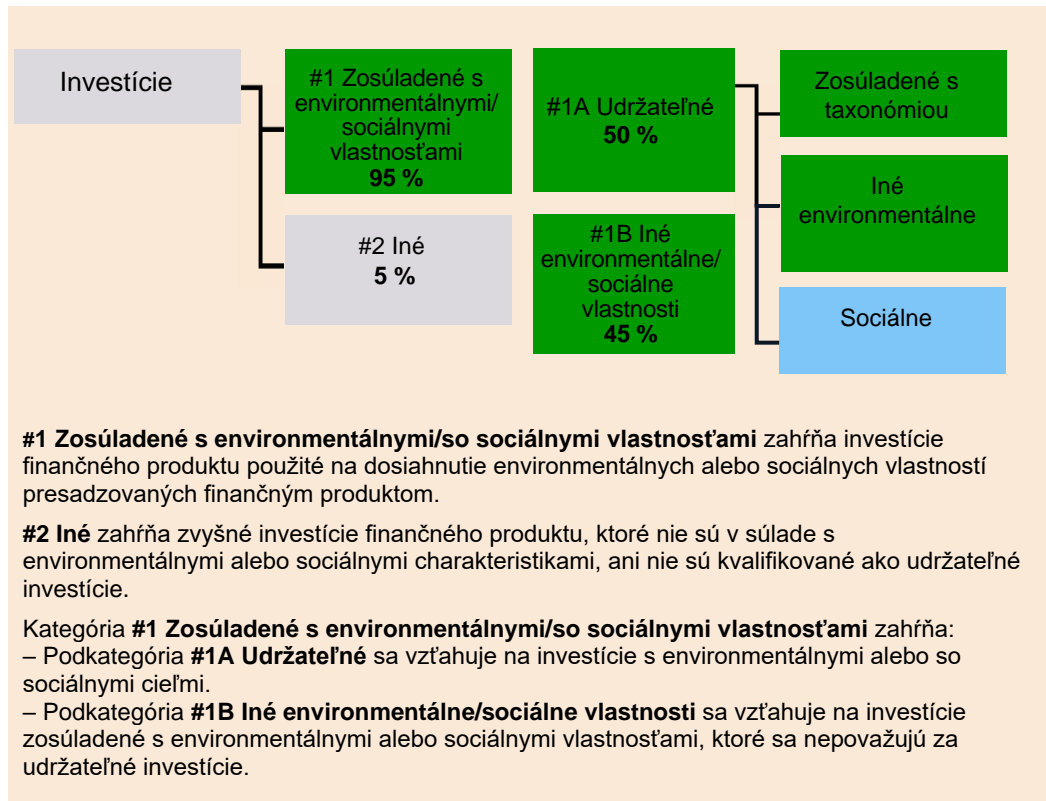 Investície
#1 Zosúladené s
environmentálnymi/
sociálnymi
vlastnosťami
95 %
#2 Iné
5 %
#1A Udržateľné
50 %
#1B Iné
environmentálne/
sociálne
vlastnosti
45 %
Zosúladené s
taxonómiou
Iné
environmentálne
Sociálne
#1 Zosúladené s environmentálnymi/so sociálnymi vlastnosťami zahŕňa investície
finančného produktu použité na dosiahnutie environmentálnych alebo sociálnych vlastností
presadzovaných finančným produktom.
#2 Iné zahŕňa zvyšné investície finančného produktu, ktoré nie sú v súlade s
environmentálnymi alebo sociálnymi charakteristikami, ani nie sú kvalifikované ako udržateľné
investície.
Kategória #1 Zosúladené s environmentálnymi/so sociálnymi vlastnosťami zahŕňa:
– Podkategória #1A Udržateľné sa vzťahuje na investície s environmentálnymi alebo so
sociálnymi cieľmi.
– Podkategória #1B Iné environmentálne/sociálne vlastnosti sa vzťahuje na investície
zosúladené s environmentálnymi alebo sociálnymi vlastnosťami, ktoré sa nepovažujú za
udržateľné investície.